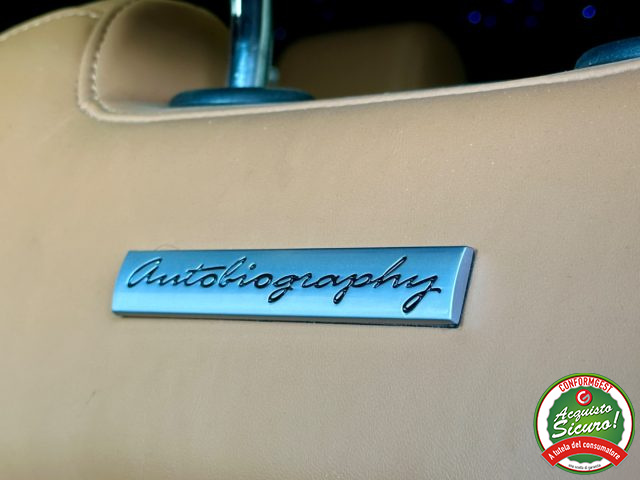 Autobiography
CONFORMGEST
Acquisto
Sicuro!
A tutela del consumatore